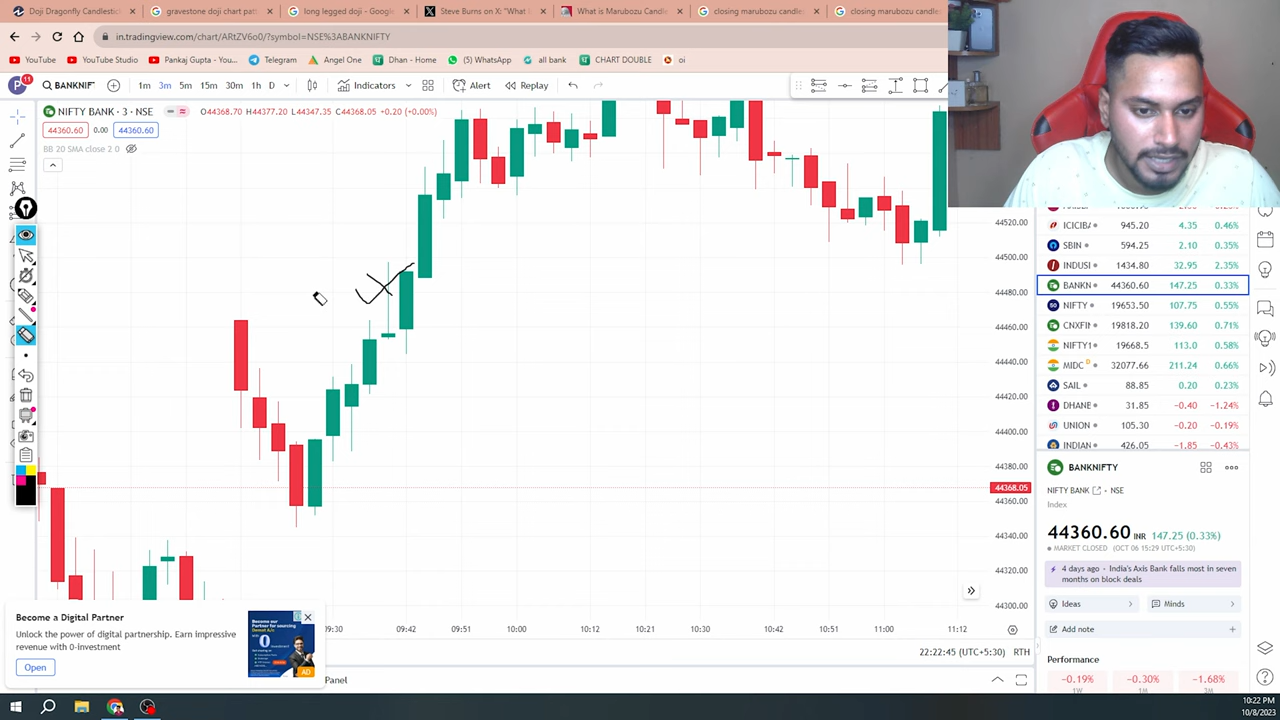 Doji Dragonfly Candlestick
gravestone doji chart patt
long legged doji - Google
Steve Burns on X: "What I
What is Marubozu Candle
closing marubozu candle
closing marubozu candle
in.tradingview.com/chart/ARtZV6o0/?symbol=NSE%3ABANKNIFTY
YouTube
YouTube Studio
Pankaj Gupta - You...
Telegram
Angel One
Dhan - Home
(5) WhatsApp
all bank
CHART DOUBLE
oi
P 11
BANKNIF
1m 3m 5m 15m 30m 1h
Indicators
Alert
Replay
NIFTY BANK · 3 · NSE
O44368.70 H44377.20 L44347.35 C44368.05 +0.20 (+0.00%)
44360.60 0.00 44360.60
BB 20 SMA close 2 0
44520.00
44500.00
44480.00
44460.00
44440.00
44420.00
44400.00
44380.00
44368.05
44360.00
44340.00
44320.00
44300.00
ICICIBA 945.20 4.35 0.46%
SBIN 594.25 2.10 0.35%
INDUSI 1434.80 32.95 2.35%
BANKN 44360.60 147.25 0.33%
NIFTY 19653.50 107.75 0.55%
CNXFIN 19818.20 139.60 0.71%
NIFTY1 19668.5 113.0 0.58%
MIDC D 32077.66 211.24 0.66%
SAIL 88.85 0.20 0.23%
DHANE 31.85 −0.40 −1.24%
UNION 105.30 −0.20 −0.19%
INDIAN 426.05 −1.85 −0.43%
BANKNIFTY
NIFTY BANK · NSE
Index
44360.60 INR 147.25 (0.33%)
MARKET CLOSED (OCT 06 15:29 UTC+5:30)
4 days ago • India's Axis Bank falls most in seven
months on block deals
Ideas
Minds
Add note
Performance
−0.19% −0.30% −1.68%
1W 1M 3M
Become a Digital Partner
Unlock the power of digital partnership. Earn impressive
revenue with 0-investment
Open
AD
09:30 09:42 09:51 10:00 10:12 10:21 10:42 10:51 11:00 11:12
22:22:45 (UTC+5:30) RTH
Panel
10:22 PM
10/8/2023